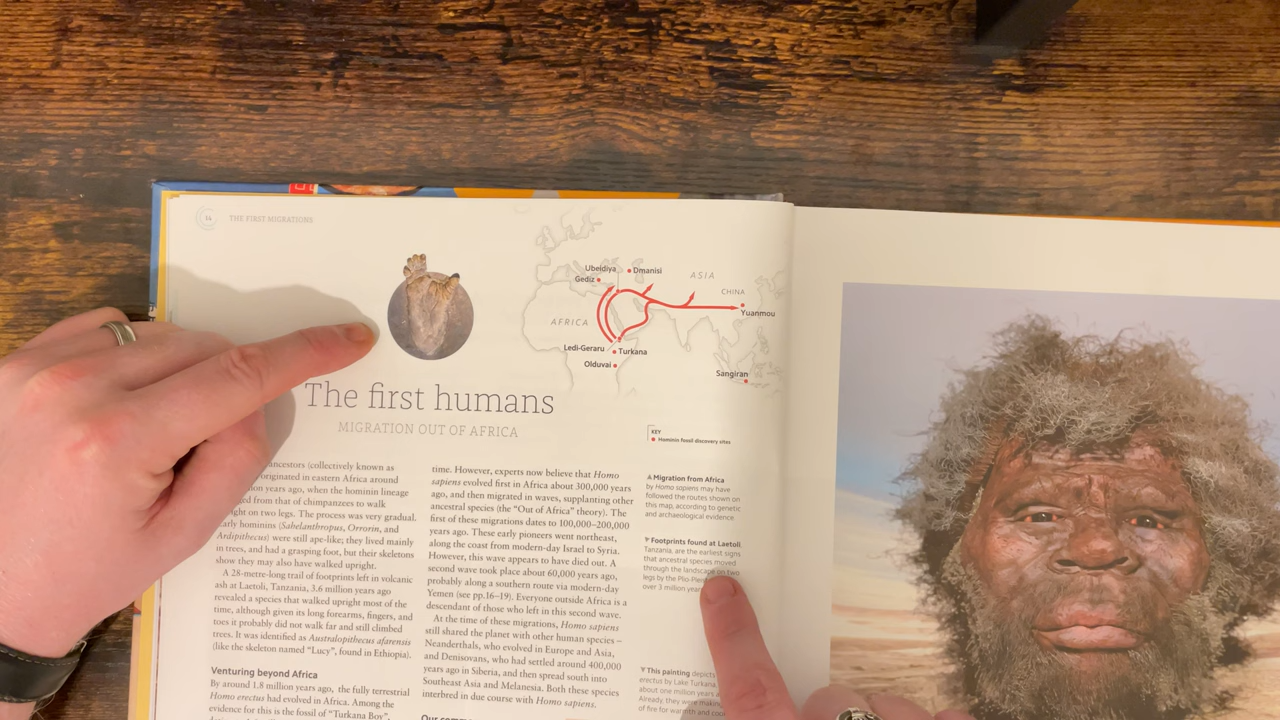 14 THE FIRST MIGRATIONS
Ubeidiya
Dmanisi
Gediz
ASIA
CHINA
Yuanmou
AFRICA
Ledi-Geraru
Turkana
Olduvai
Sangiran
The first humans
MIGRATION OUT OF AFRICA
KEY
Hominin fossil discovery sites
ancestors (collectively known as
originated in eastern Africa around
years ago, when the hominin lineage
from that of chimpanzees to walk
on two legs. The process was very gradual.
early hominins (Sahelanthropus, Orrorin, and
Ardipithecus) were still ape-like; they lived mainly
in trees, and had a grasping foot, but their skeletons
show they may also have walked upright.
A 28-metre-long trail of footprints left in volcanic
ash at Laetoli, Tanzania, 3.6 million years ago
revealed a species that walked upright most of the
time, although given its long forearms, fingers, and
toes it probably did not walk far and still climbed
trees. It was identified as Australopithecus afarensis
(like the skeleton named "Lucy", found in Ethiopia).
Venturing beyond Africa
By around 1.8 million years ago, the fully terrestrial
Homo erectus had evolved in Africa. Among the
evidence for this is the fossil of "Turkana Boy",
time. However, experts now believe that Homo
sapiens evolved first in Africa about 300,000 years
ago, and then migrated in waves, supplanting other
ancestral species (the "Out of Africa" theory). The
first of these migrations dates to 100,000–200,000
years ago. These early pioneers went northeast,
along the coast from modern-day Israel to Syria.
However, this wave appears to have died out. A
second wave took place about 60,000 years ago,
probably along a southern route via modern-day
Yemen (see pp.16–19). Everyone outside Africa is a
descendant of those who left in this second wave.
At the time of these migrations, Homo sapiens
still shared the planet with other human species –
Neanderthals, who evolved in Europe and Asia,
and Denisovans, who had settled around 400,000
years ago in Siberia, and then spread south into
Southeast Asia and Melanesia. Both these species
interbred in due course with Homo sapiens.
Migration from Africa
by Homo sapiens may have
followed the routes shown on
this map, according to genetic
and archaeological evidence.
Footprints found at Laetoli,
Tanzania, are the earliest signs
that ancestral species moved
through the landscape on two
legs by the
over 3 million
This painting depicts
erectus by Lake Turkana,
about one million years
Already, they were making
of fire for warmth and